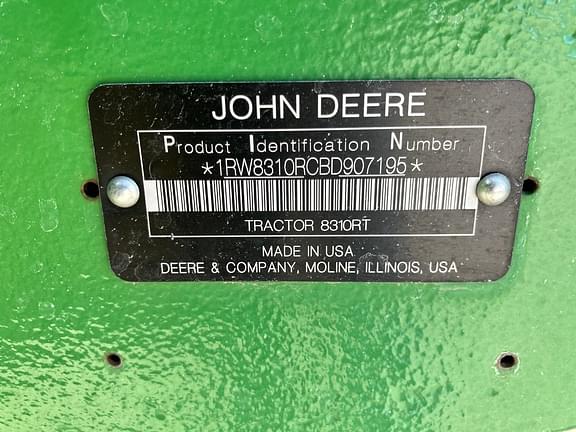 JOHN DEERE
Product Identification Number
*1RW8310RCBD907195*
TRACTOR 8310RT
MADE IN USA
DEERE & COMPANY, MOLINE, ILLINOIS, USA